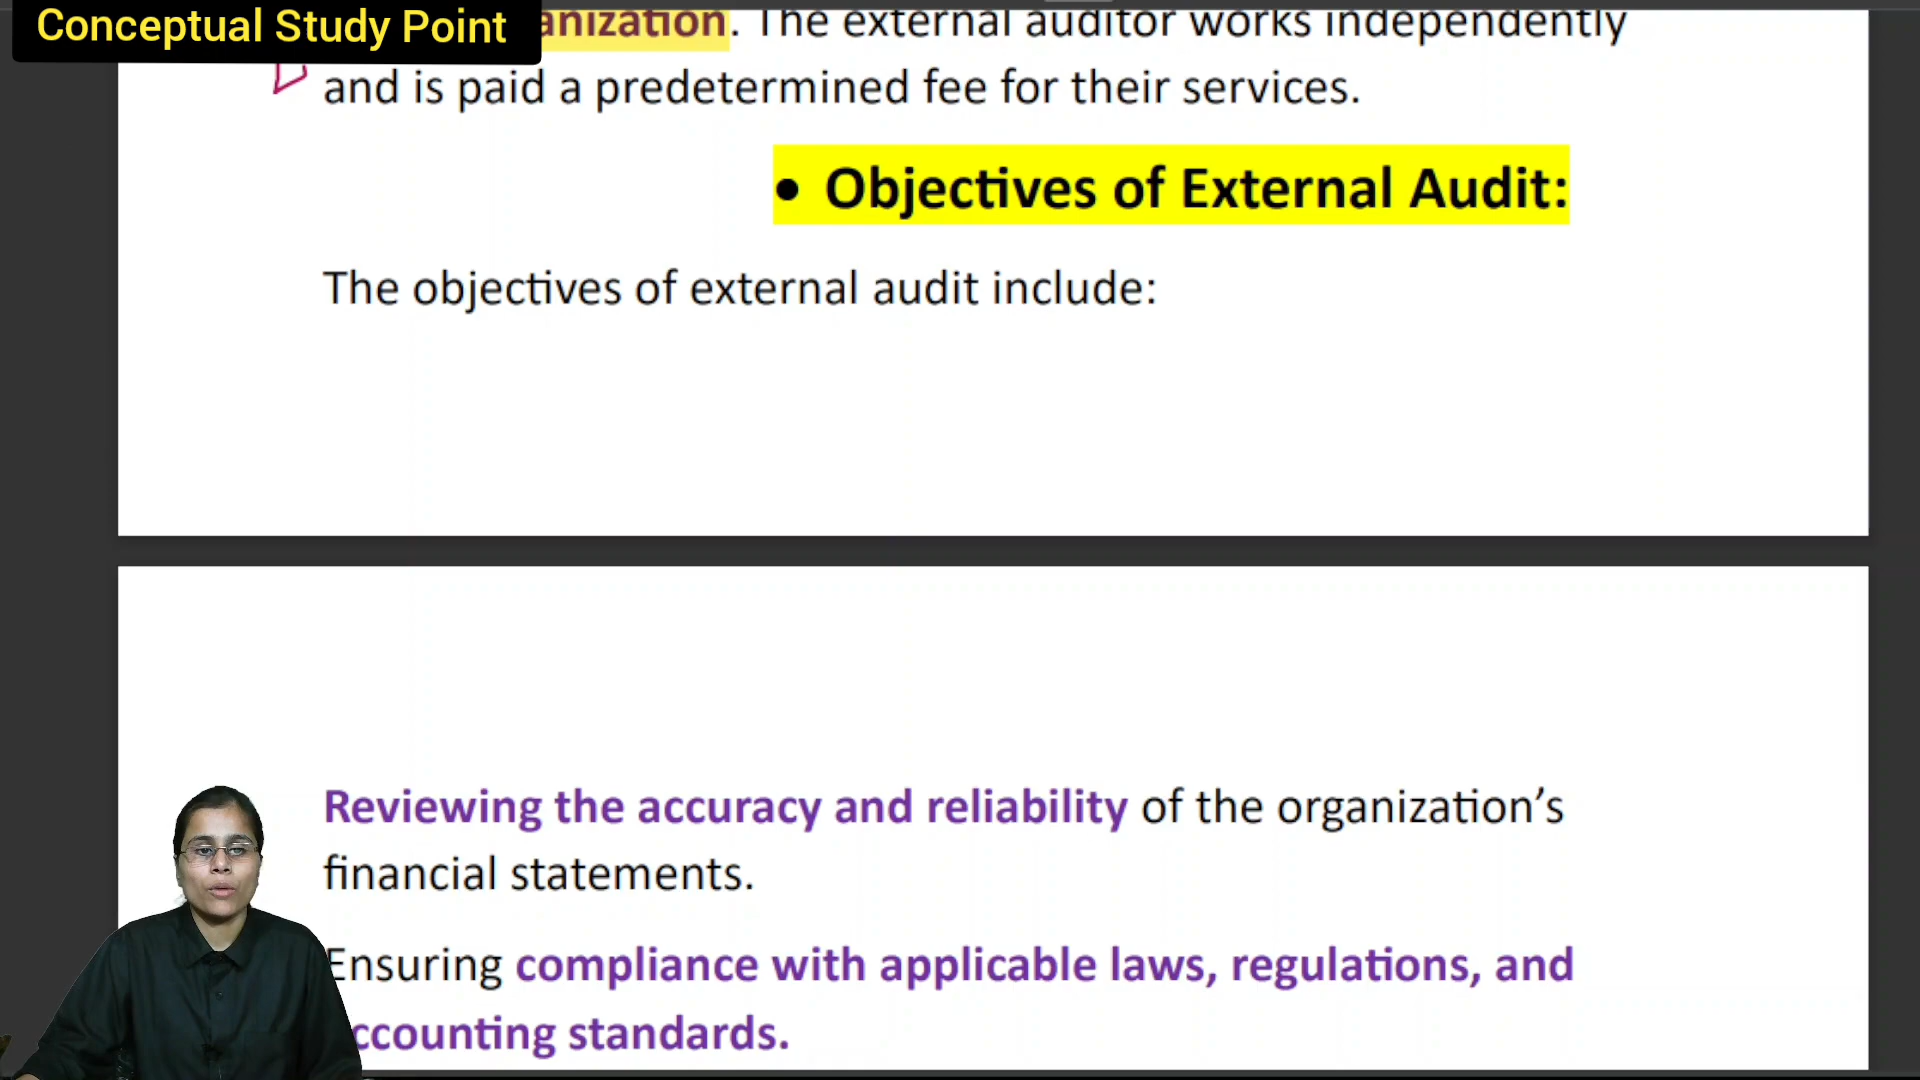 Conceptual Study Point
anization. The external auditor works independently
and is paid a predetermined fee for their services.
• Objectives of External Audit:
The objectives of external audit include:
Reviewing the accuracy and reliability of the organization’s
financial statements.
Ensuring compliance with applicable laws, regulations, and
ccounting standards.